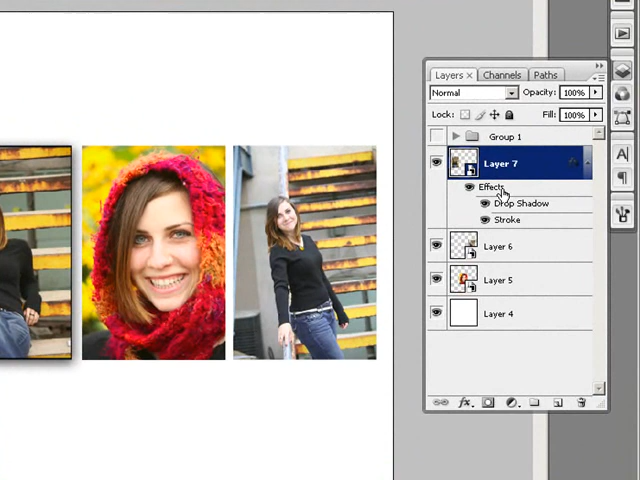 Layers × Channels Paths
Normal Opacity: 100%
Lock: Fill: 100%
Group 1
Layer 7
Effects
Drop Shadow
Stroke
Layer 6
Layer 5
Layer 4
fx.
A